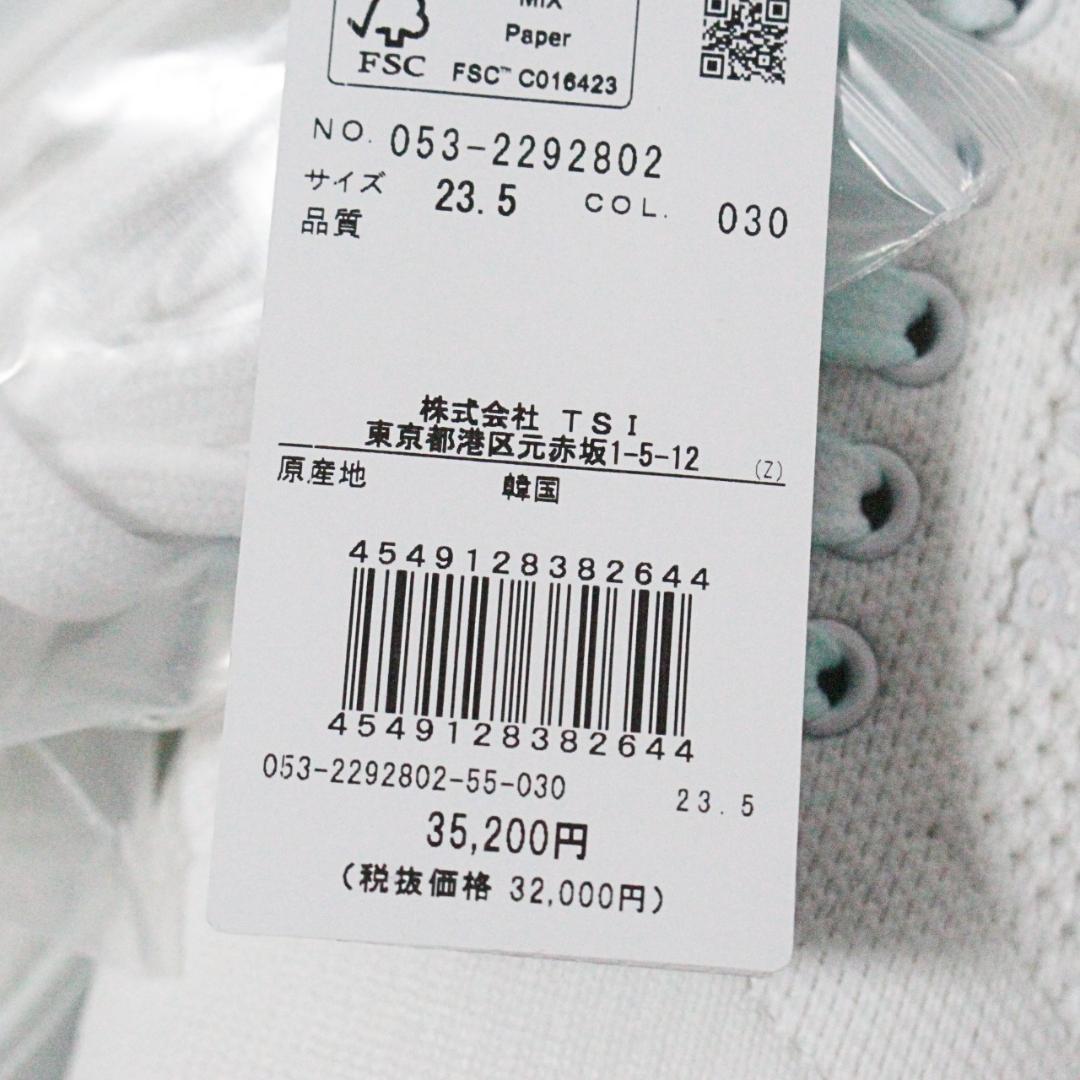 MIX
Paper
FSC
FSC™ C016423
NO. 053-2292802
サイズ 23.5 COL. 030
品質
株式会社 TSI
東京都港区元赤坂1-5-12 (Z)
原産地 韓国
4549128382644
4549128382644
053-2292802-55-030 23.5
35,200円
(税抜価格 32,000円)